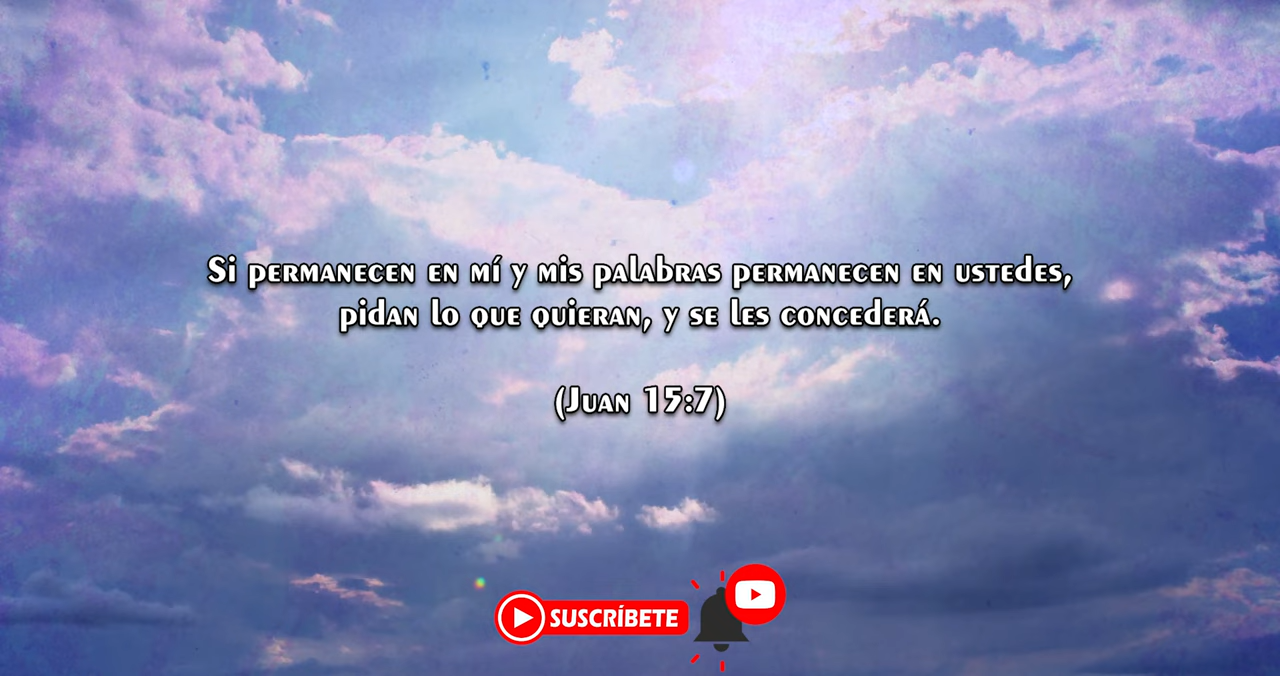 Si permanecen en mí y mis palabras permanecen en ustedes,
pidan lo que quieran, y se les concederá.
(Juan 15:7)
SUSCRÍBETE